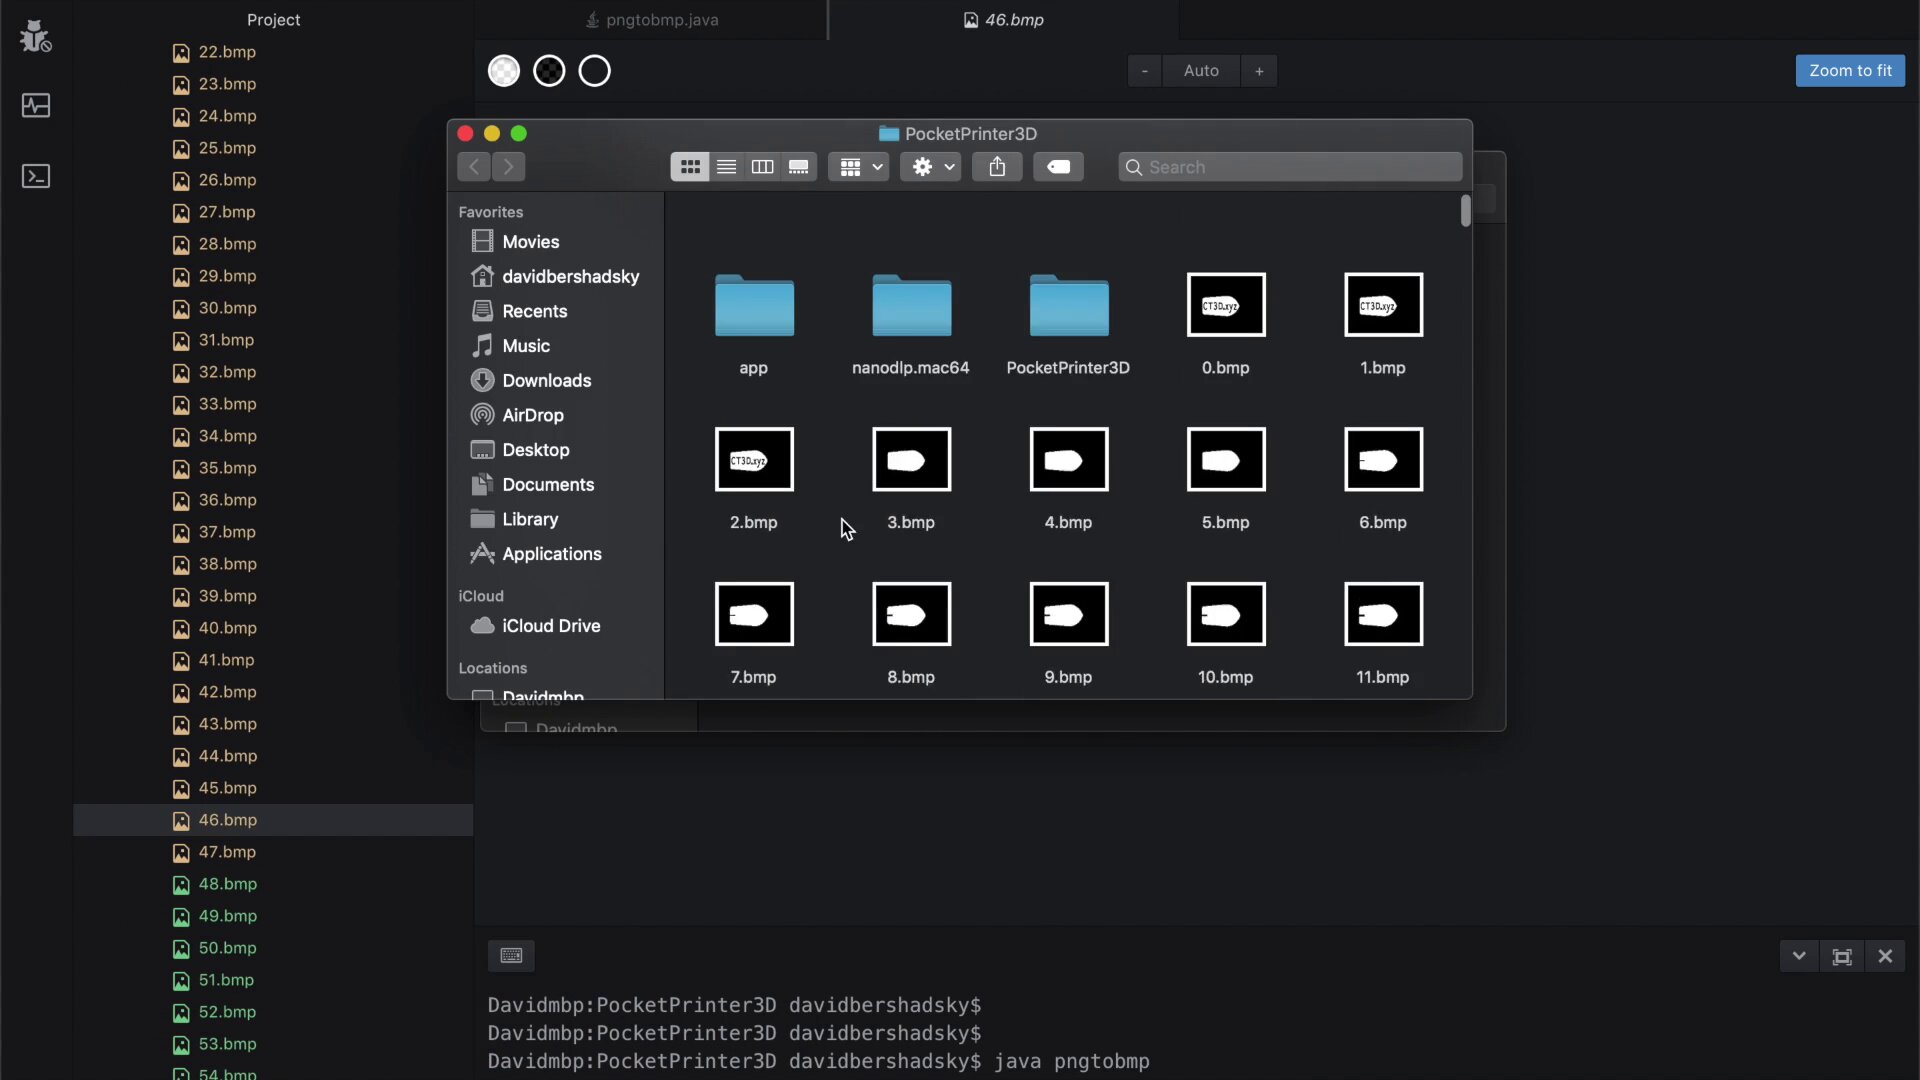 Project
pngtobmp.java
46.bmp
22.bmp
23.bmp
24.bmp
25.bmp
26.bmp
27.bmp
28.bmp
29.bmp
30.bmp
31.bmp
32.bmp
33.bmp
34.bmp
35.bmp
36.bmp
37.bmp
38.bmp
39.bmp
40.bmp
41.bmp
42.bmp
43.bmp
44.bmp
45.bmp
46.bmp
47.bmp
48.bmp
49.bmp
50.bmp
51.bmp
52.bmp
53.bmp
54.bmp
- Auto +
Zoom to fit
PocketPrinter3D
Search
Favorites
Movies
davidbershadsky
Recents
Music
Downloads
AirDrop
Desktop
Documents
Library
Applications
iCloud
iCloud Drive
Locations
Davidmbp
CT3D.xyz
CT3D.xyz
app
nanodlp.mac64
PocketPrinter3D
0.bmp
1.bmp
CT3D.xyz
2.bmp
3.bmp
4.bmp
5.bmp
6.bmp
7.bmp
8.bmp
9.bmp
10.bmp
11.bmp
Locations
Davidmbp
Davidmbp:PocketPrinter3D davidbershadsky$
Davidmbp:PocketPrinter3D davidbershadsky$
Davidmbp:PocketPrinter3D davidbershadsky$ java pngtobmp